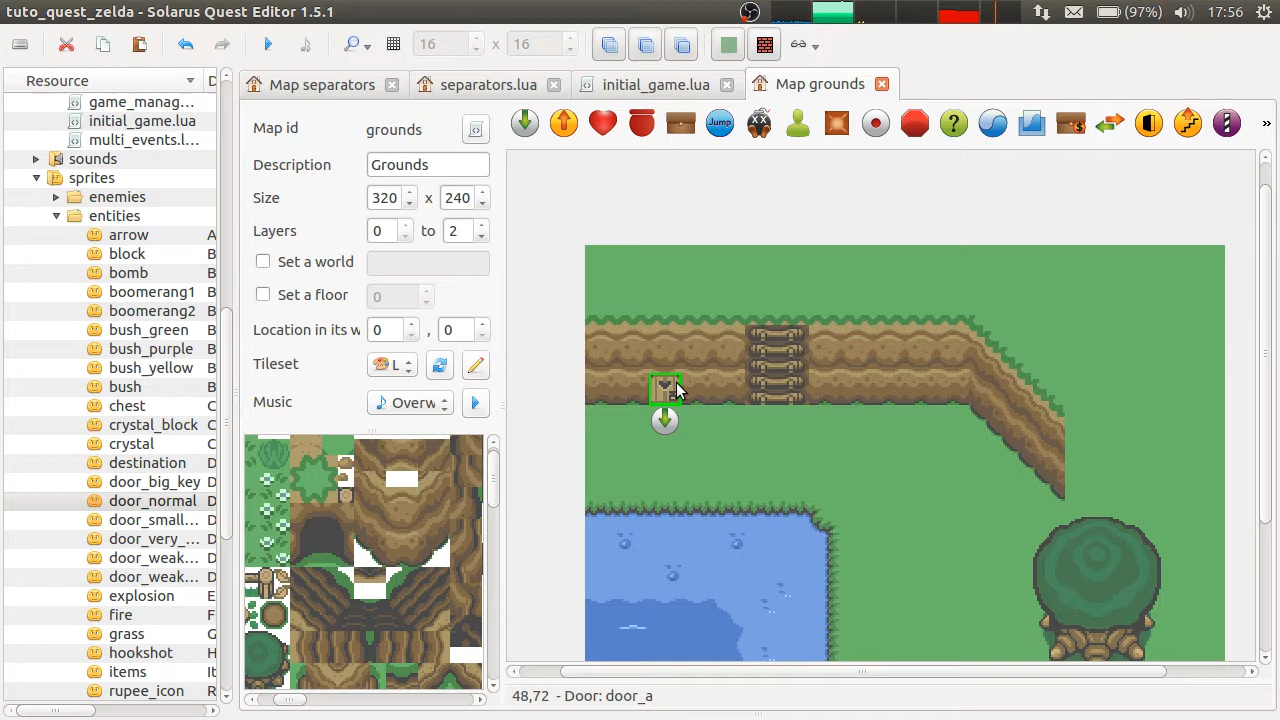 tuto_quest_zelda - Solarus Quest Editor 1.5.1
(97%)
17:56
16 x 16
Resource
D
game_manag...
initial_game.lua
multi_events.l...
sounds
sprites
enemies
entities
arrow A
block B
bomb B
boomerang1 B
boomerang2 B
bush_green B
bush_purple B
bush_yellow B
bush B
chest C
crystal_block C
crystal C
destination D
door_big_key D
door_normal D
door_small... D
door_very_... D
door_weak... D
door_weak... D
explosion E
fire F
grass G
hookshot H
items It
rupee_icon R
Map separators
separators.lua
initial_game.lua
Map grounds
Map id grounds
Description Grounds
Size 320 x 240
Layers 0 to 2
Set a world
Set a floor 0
Location in its w 0 , 0
Tileset L
Music Overw
Jump
?
$
»
48,72 - Door: door_a